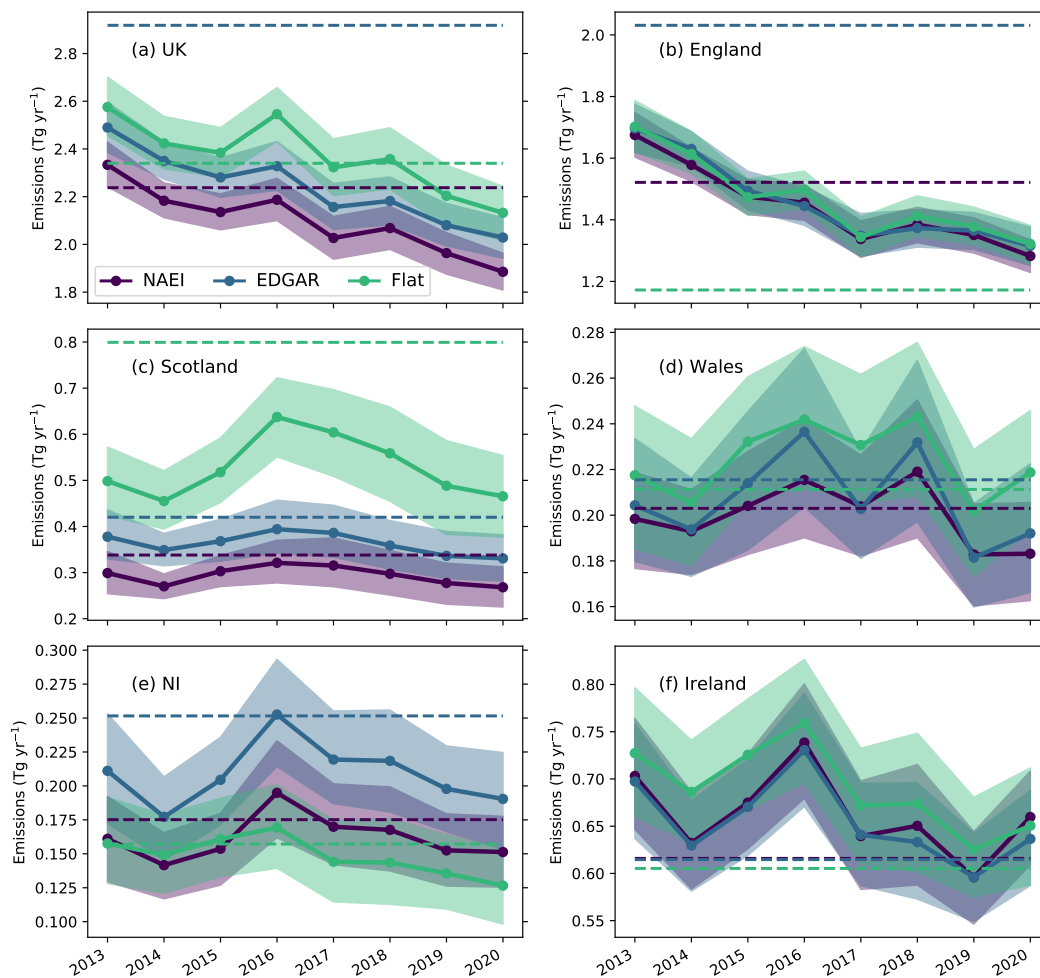 (a) UK
Emissions (Tg yr−1)
2.8
2.6
2.4
2.2
2.0
1.8
NAEI EDGAR Flat
(b) England
Emissions (Tg yr−1)
2.0
1.8
1.6
1.4
1.2
(c) Scotland
Emissions (Tg yr−1)
0.8
0.7
0.6
0.5
0.4
0.3
0.2
(d) Wales
Emissions (Tg yr−1)
0.28
0.26
0.24
0.22
0.20
0.18
0.16
(e) NI
Emissions (Tg yr−1)
0.300
0.275
0.250
0.225
0.200
0.175
0.150
0.125
0.100
2013 2014 2015 2016 2017 2018 2019 2020
(f) Ireland
Emissions (Tg yr−1)
0.80
0.75
0.70
0.65
0.60
0.55
2013 2014 2015 2016 2017 2018 2019 2020